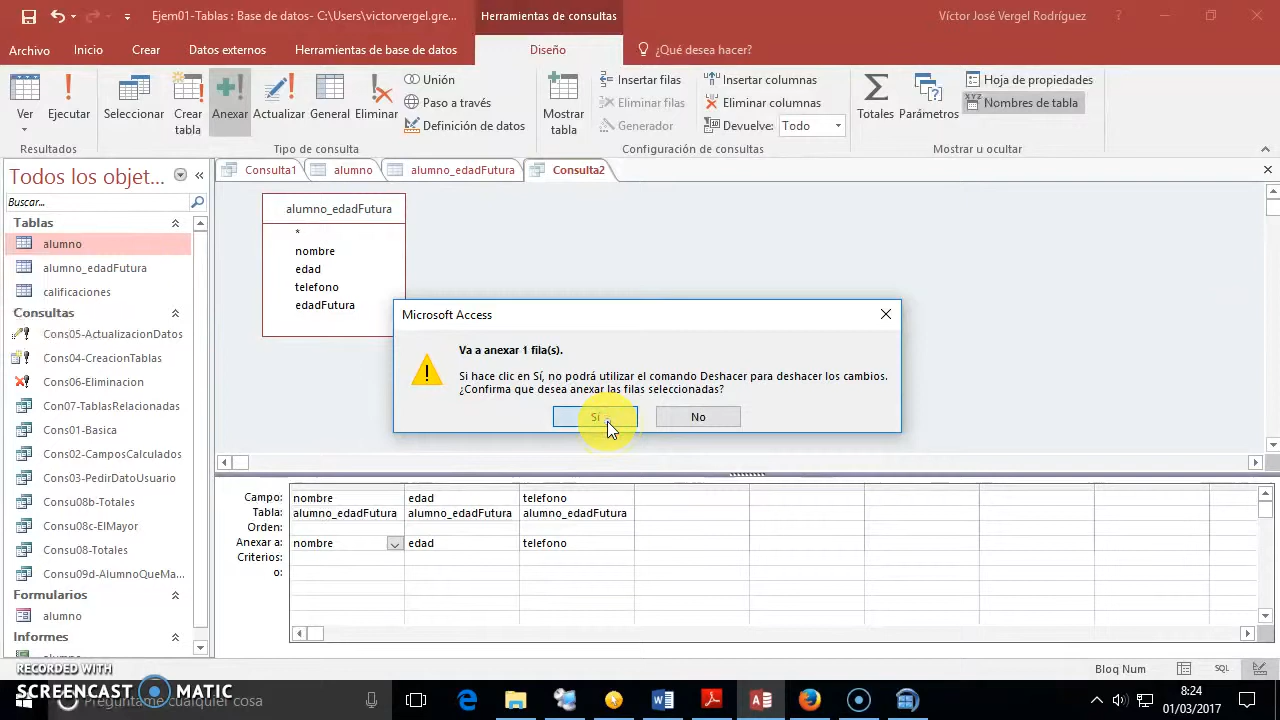 Ejem01-Tablas : Base de datos- C:\Users\victorvergel.gre...
Herramientas de consultas
Víctor José Vergel Rodríguez
?
Archivo
Inicio
Crear
Datos externos
Herramientas de base de datos
Diseño
¿Qué desea hacer?
Ver
Ejecutar
Seleccionar
Crear
tabla
Anexar
Actualizar
General
Eliminar
Unión
Paso a través
Definición de datos
Mostrar
tabla
Insertar filas
Eliminar filas
Generador
Insertar columnas
Eliminar columnas
Devuelve:
Todo
Totales
Parámetros
Hoja de propiedades
XYZ
Nombres de tabla
Resultados
Tipo de consulta
Configuración de consultas
Mostrar u ocultar
Todos los objet...
Buscar...
Tablas
alumno
alumno_edadFutura
calificaciones
Consultas
Cons05-ActualizacionDatos
Cons04-CreacionTablas
Cons06-Eliminacion
Con07-TablasRelacionadas
Cons01-Basica
Cons02-CamposCalculados
Cons03-PedirDatoUsuario
Consu08b-Totales
Consu08c-ElMayor
Consu08-Totales
Consu09d-AlumnoQueMa...
Formularios
alumno
Informes
Consulta1
alumno
alumno_edadFutura
Consulta2
alumno_edadFutura
*
nombre
edad
telefono
edadFutura
Microsoft Access
Va a anexar 1 fila(s).
Si hace clic en Sí, no podrá utilizar el comando Deshacer para deshacer los cambios.
¿Confirma que desea anexar las filas seleccionadas?
Sí
No
Campo: nombre edad telefono
Tabla: alumno_edadFutura alumno_edadFutura alumno_edadFutura
Orden:
Anexar a: nombre edad telefono
Criterios:
o:
Bloq Num
SQL
RECORDED WITH
SCREENCAST MATIC
Pregúntame cualquier cosa
8:24
01/03/2017